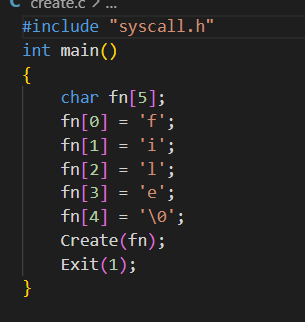 C create.c > ...
#include "syscall.h"
int main()
{
    char fn[5];
    fn[0] = 'f';
    fn[1] = 'i';
    fn[2] = 'l';
    fn[3] = 'e';
    fn[4] = '\0';
    Create(fn);
    Exit(1);
}